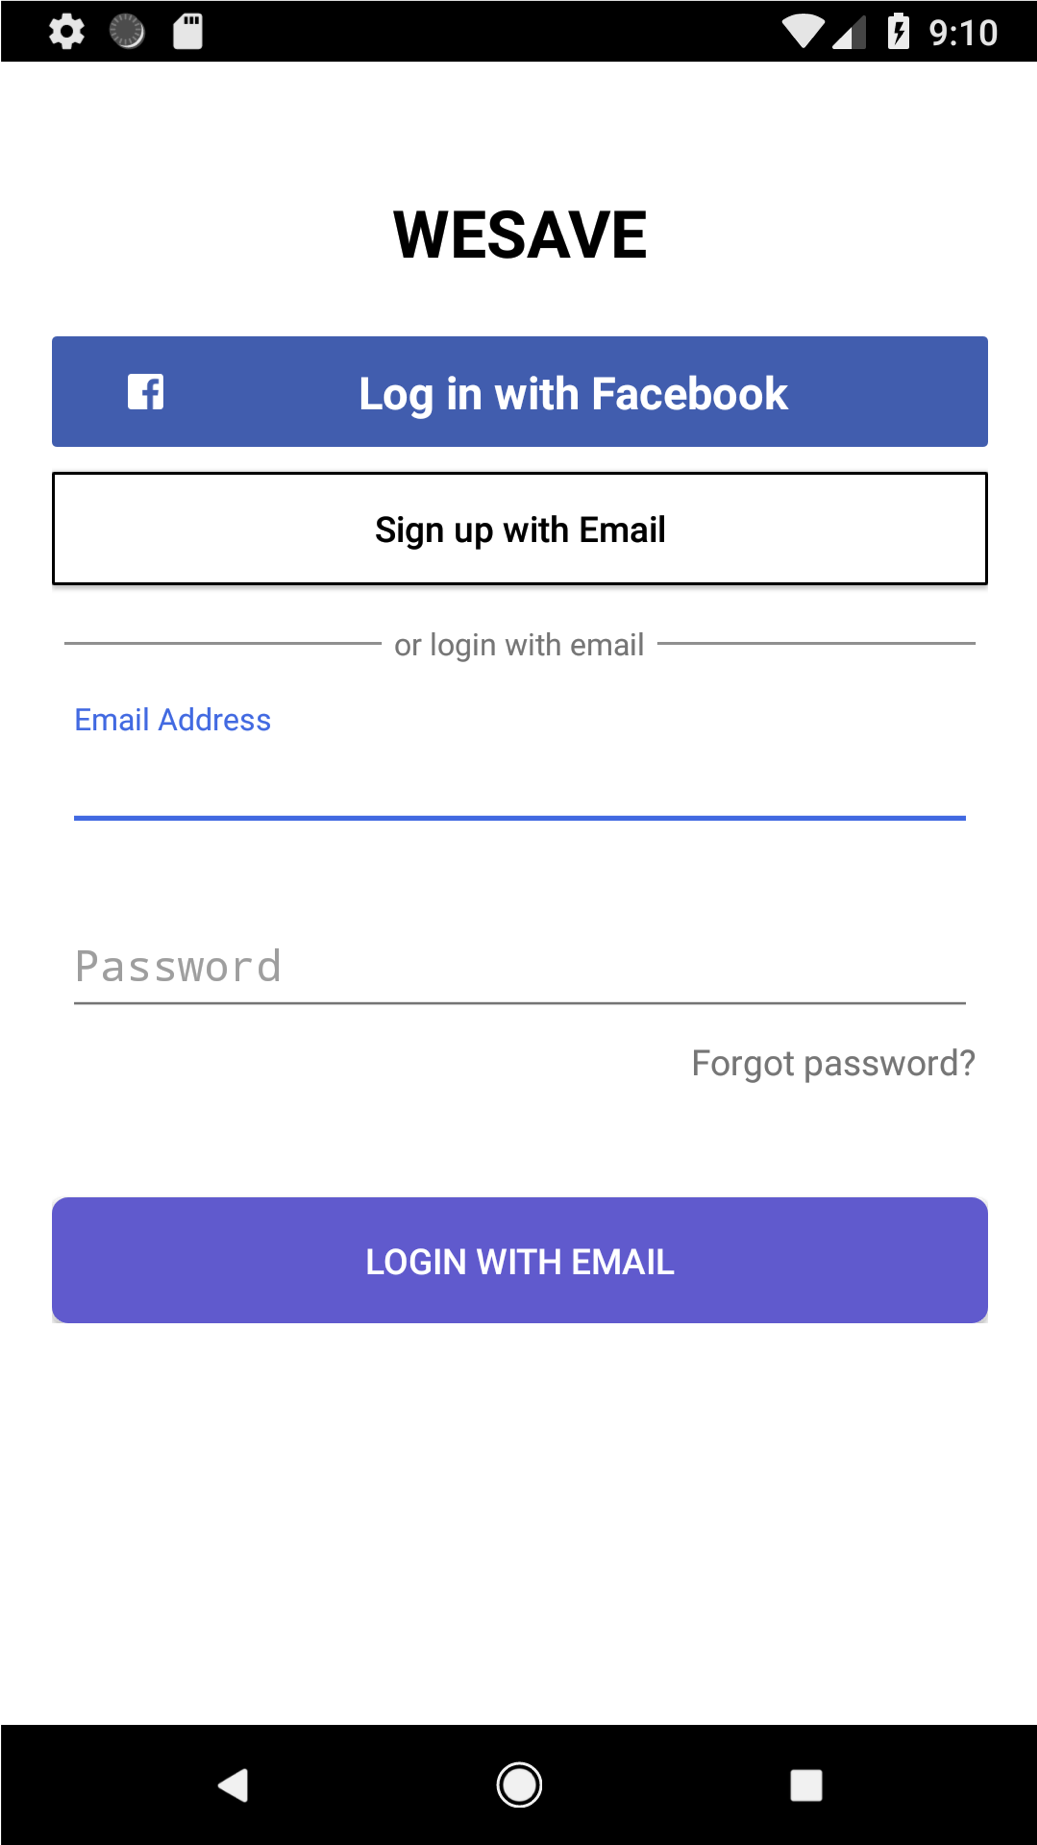 9:10
WESAVE
Log in with Facebook
Sign up with Email
or login with email
Email Address
Password
Forgot password?
LOGIN WITH EMAIL